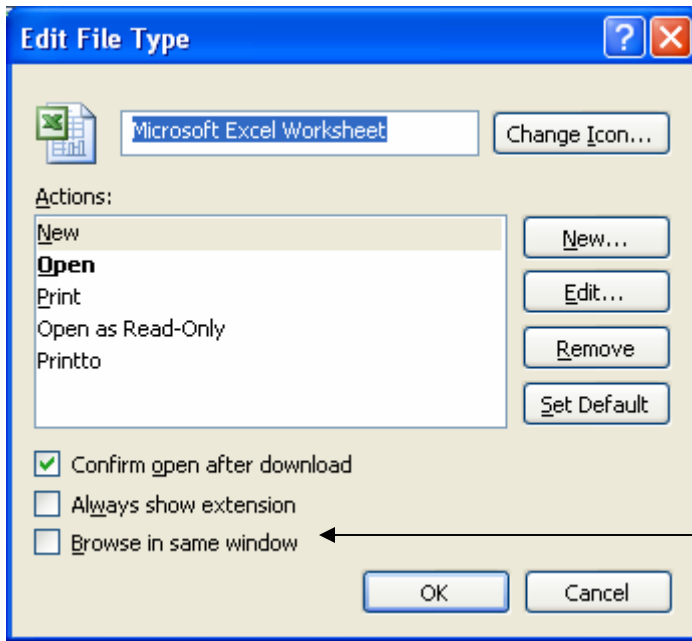 Edit File Type
?
Microsoft Excel Worksheet
Change Icon...
Actions:
New
Open
Print
Open as Read-Only
Printto
New...
Edit...
Remove
Set Default
Confirm open after download
Always show extension
Browse in same window
OK
Cancel